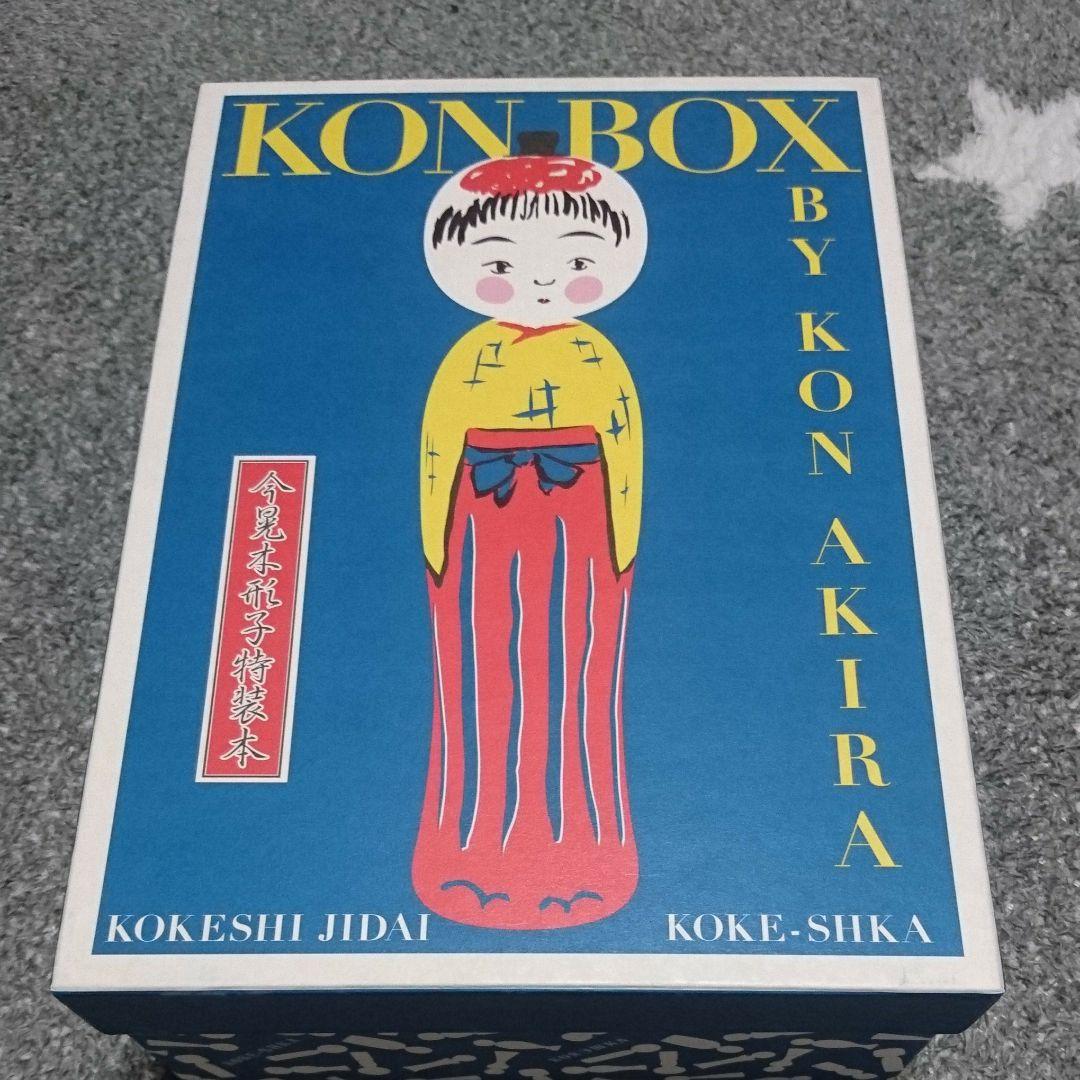 KON BOX
BY KON AKIRA
今晃木形子特装本
KOKESHI JIDAI
KOKE-SHKA